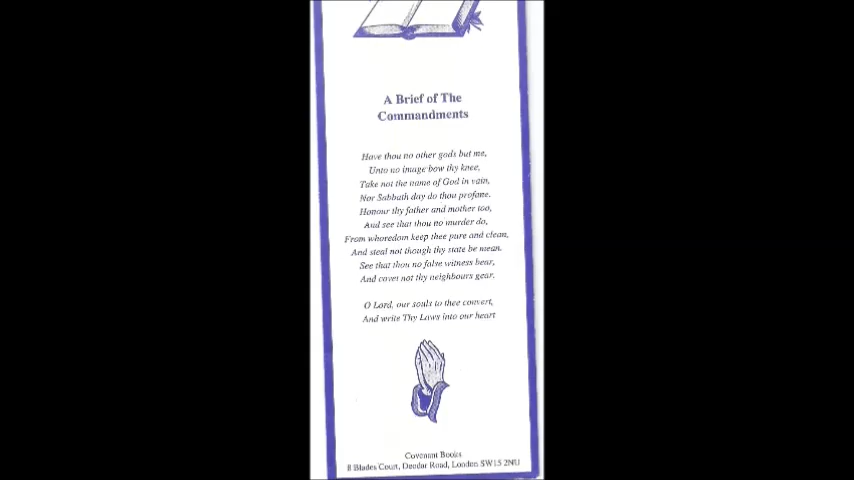 A Brief of The
Commandments
Have thou no other gods but me,
Unto no image bow thy knee,
Take not the name of God in vain,
Nor Sabbath day do thou profane.
Honour thy father and mother too,
And see that thou no murder do,
From whoredom keep thee pure and clean,
And steal not though thy state be mean.
See that thou no false witness bear,
And covet not thy neighbours gear.
O Lord, our souls to thee convert,
And write Thy Laws into our heart
Covenant Books
8 Blades Court, Deodar Road, London SW15 2NU